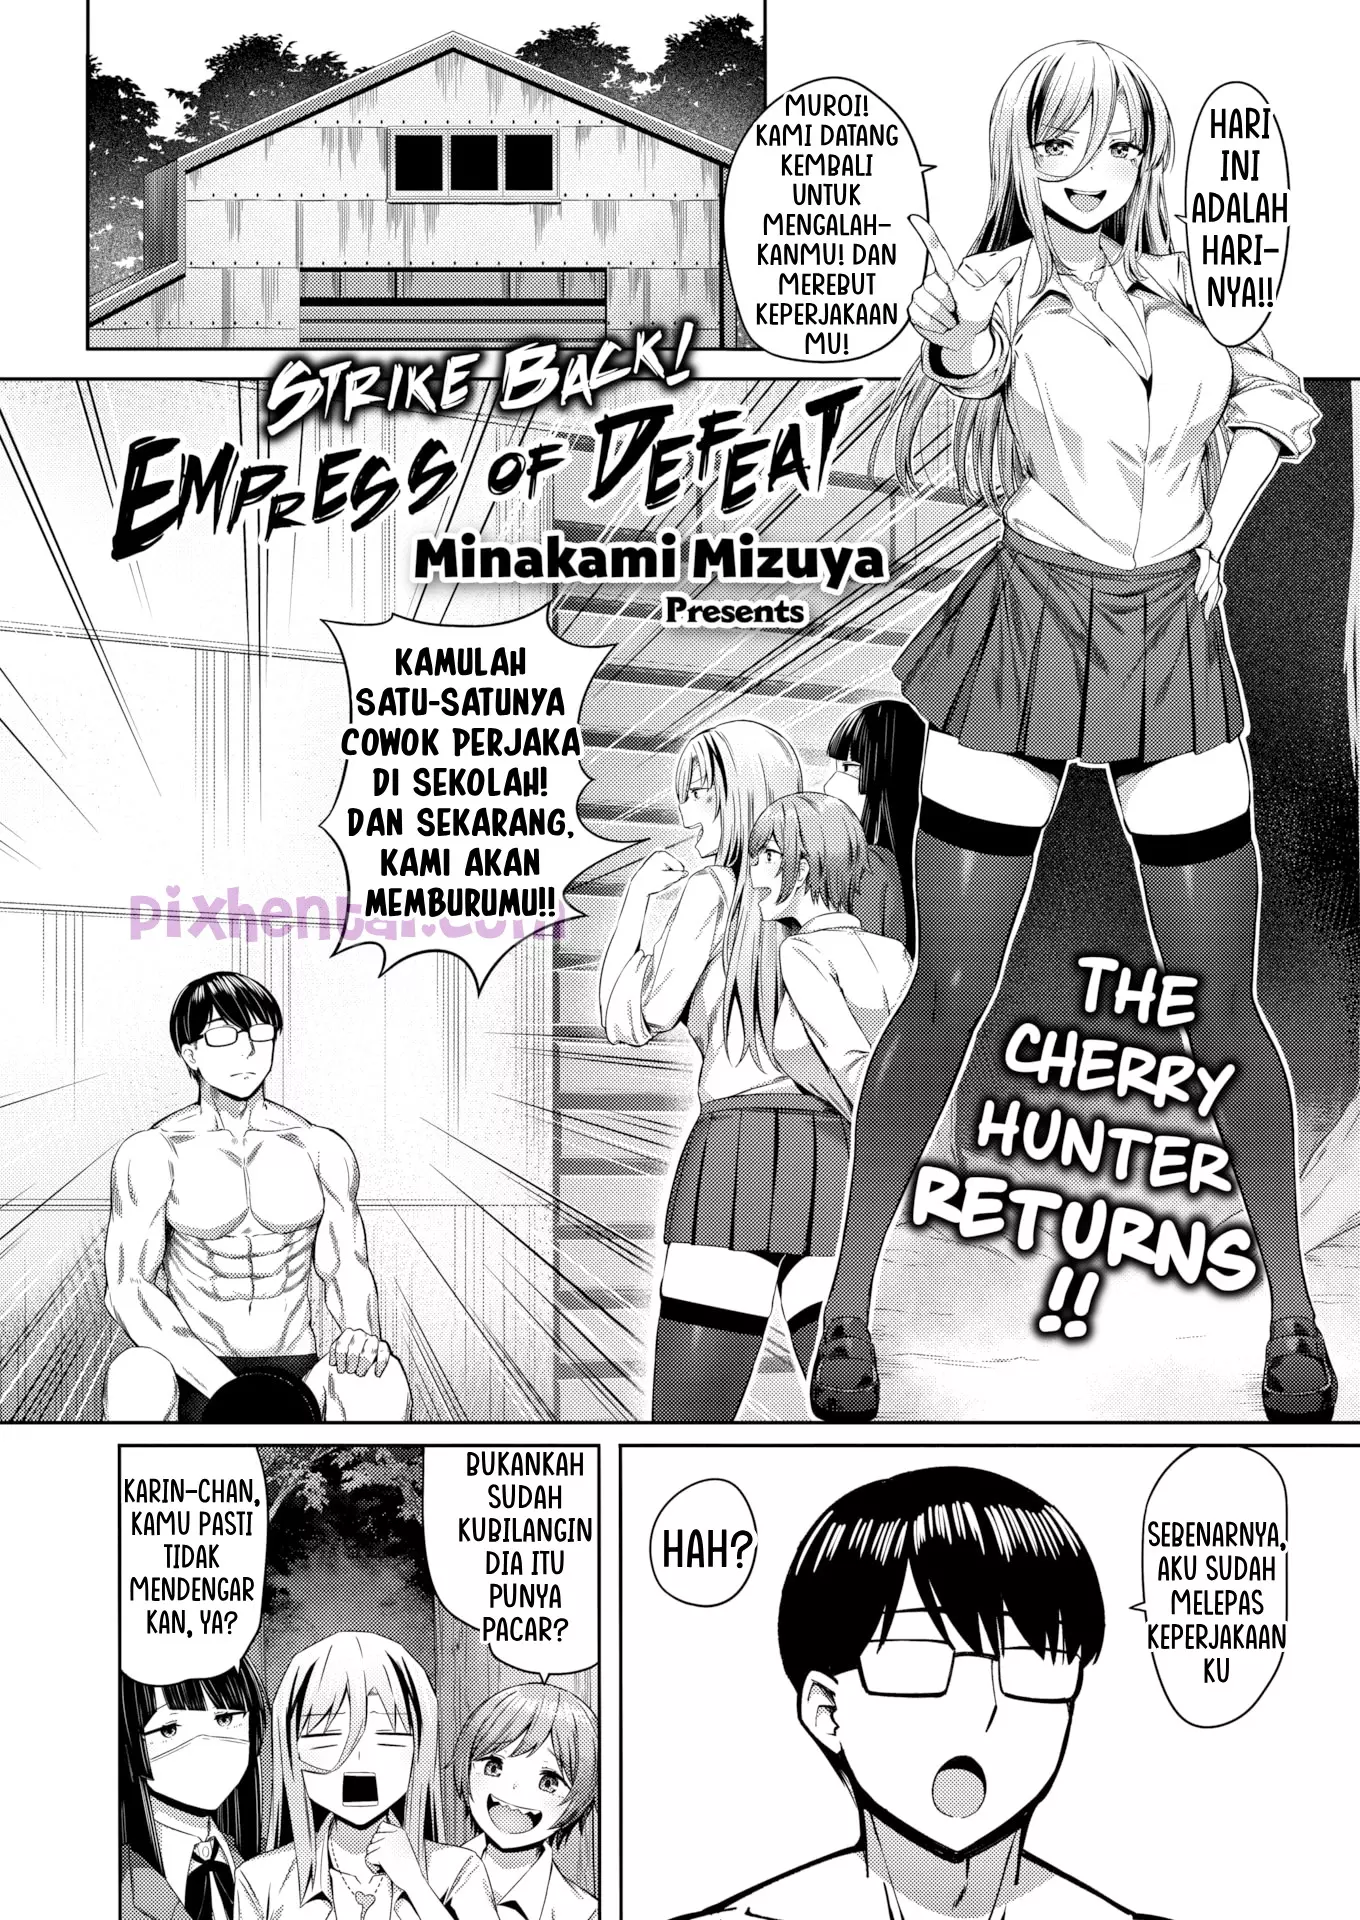 MUROI!
KAMI DATANG
KEMBALI
UNTUK
MENGALAH-
KANMU! DAN
MEREBUT
KEPERJAKAAN
MU!
HARI
INI
ADALAH
HARI-
NYA!!
STRIKE BACK!
EMPRESS OF DEFEAT
Minakami Mizuya
Presents
KAMULAH
SATU-SATUNYA
COWOK PERJAKA
DI SEKOLAH!
DAN SEKARANG,
KAMI AKAN
MEMBURUMU!!
pixhentai.com
THE
CHERRY
HUNTER
RETURNS
!!
KARIN-CHAN,
KAMU PASTI
TIDAK
MENDENGAR
KAN, YA?
BUKANKAH
SUDAH
KUBILANGIN
DIA ITU
PUNYA
PACAR?
HAH?
SEBENARNYA,
AKU SUDAH
MELEPAS
KEPERJAKAAN
KU